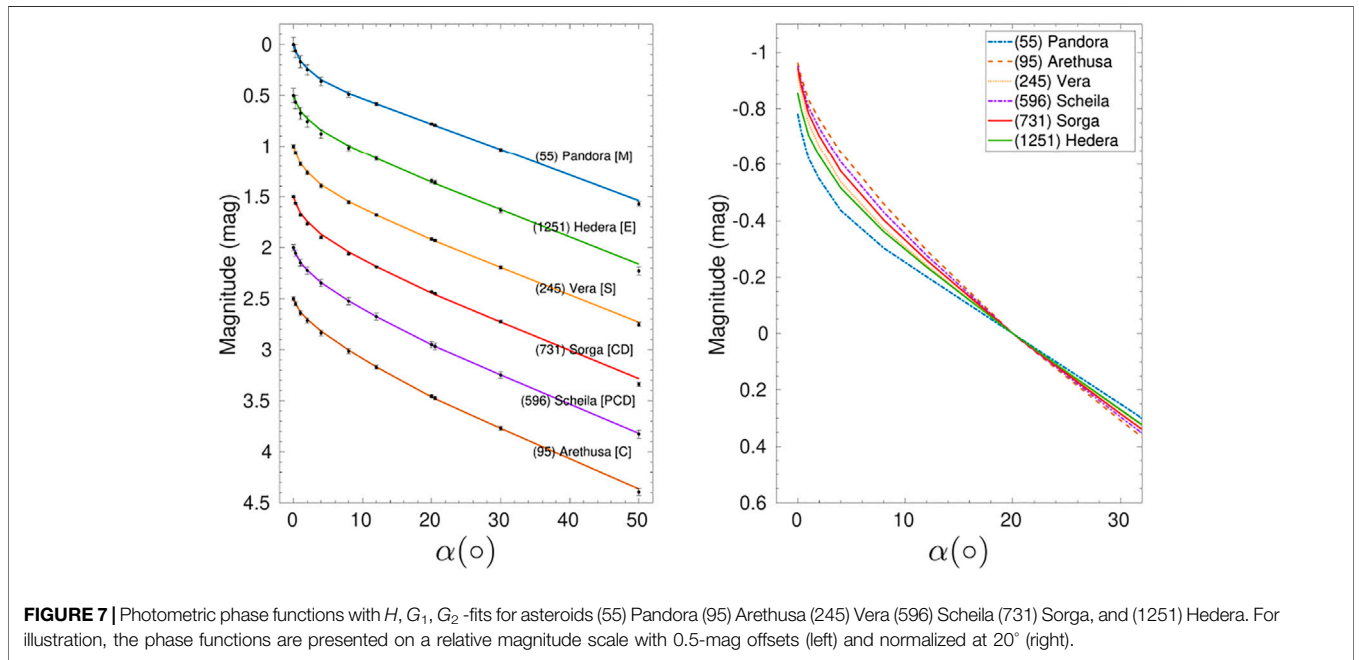 0
0.5
1
1.5
2
2.5
3
3.5
4
4.5
Magnitude (mag)
(55) Pandora [M]
(1251) Hedera [E]
(245) Vera [S]
(731) Sorga [CD]
(596) Scheila [PCD]
(95) Arethusa [C]
0 10 20 30 40 50
α(○)
-1
-0.8
-0.6
-0.4
-0.2
0
0.2
0.4
0.6
Magnitude (mag)
(55) Pandora
(95) Arethusa
(245) Vera
(596) Scheila
(731) Sorga
(1251) Hedera
0 10 20 30
α(○)
FIGURE 7 | Photometric phase functions with H, G₁, G₂ -fits for asteroids (55) Pandora (95) Arethusa (245) Vera (596) Scheila (731) Sorga, and (1251) Hedera. For
illustration, the phase functions are presented on a relative magnitude scale with 0.5-mag offsets (left) and normalized at 20° (right).